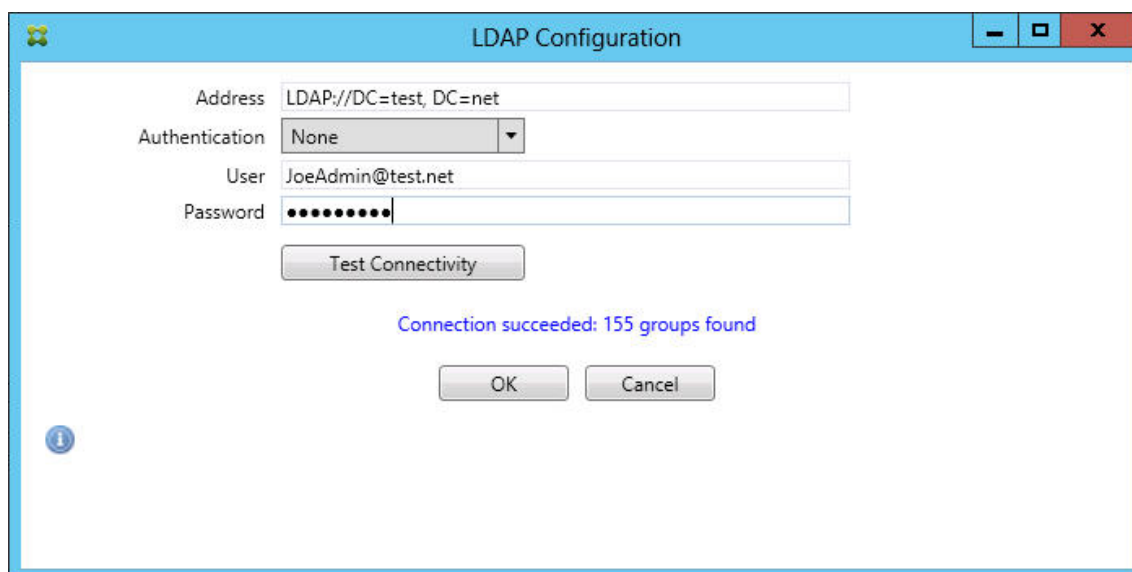 LDAP Configuration
Address LDAP://DC=test, DC=net
Authentication None
User JoeAdmin@test.net
Password •••••••••
Test Connectivity
Connection succeeded: 155 groups found
OK Cancel